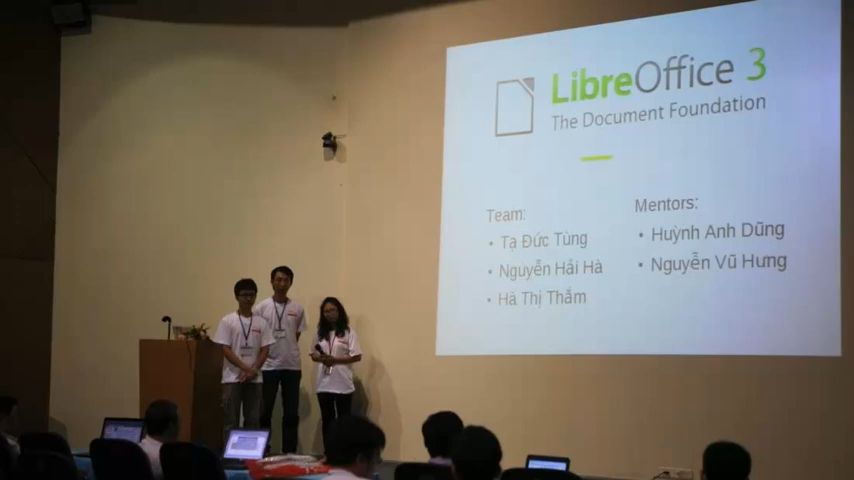 LibreOffice 3
The Document Foundation
Team:
• Tạ Đức Tùng
• Nguyễn Hải Hà
• Hà Thị Thắm
Mentors:
• Huỳnh Anh Dũng
• Nguyễn Vũ Hưng